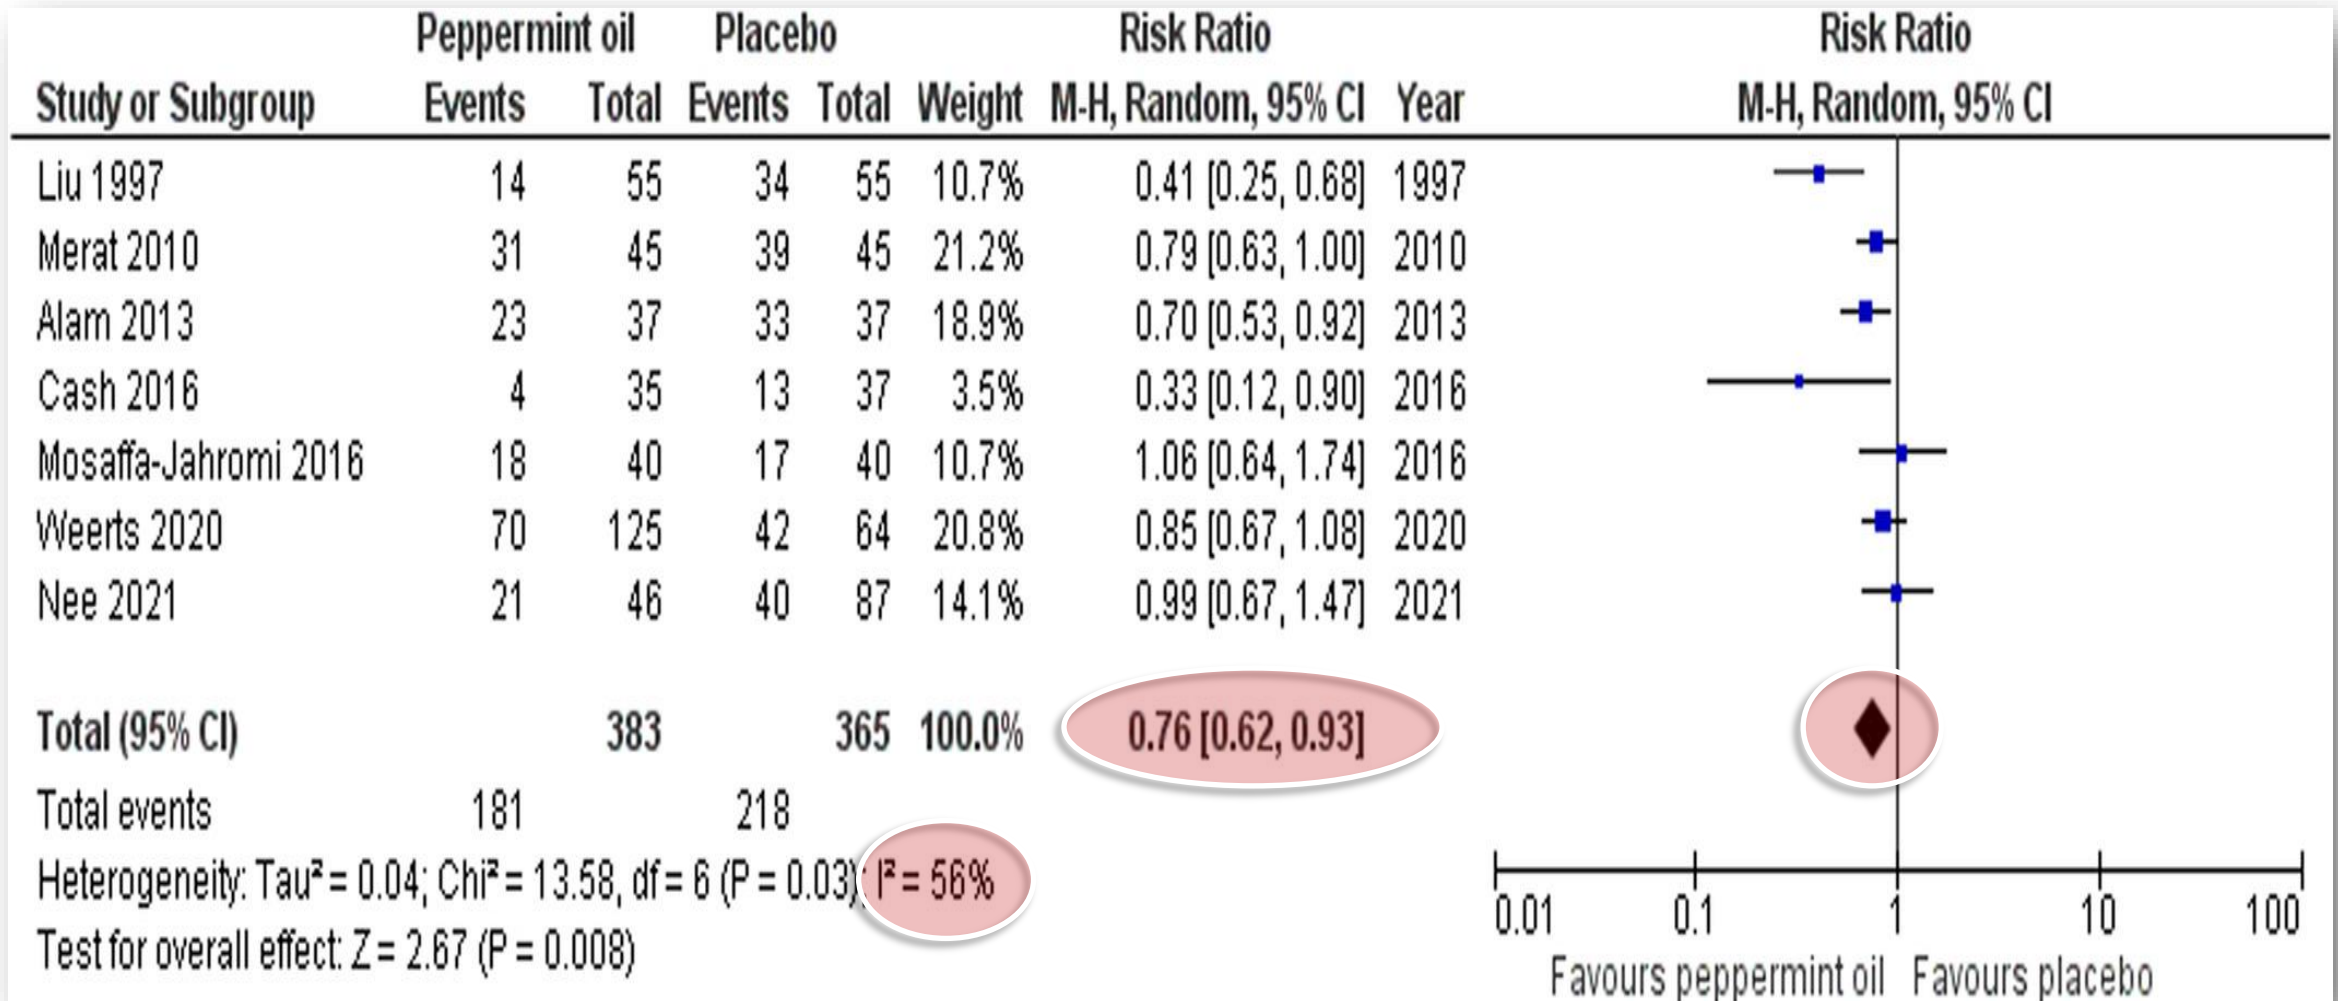 Peppermint oil Placebo Risk Ratio Risk Ratio
Study or Subgroup Events Total Events Total Weight M-H, Random, 95% CI Year M-H, Random, 95% CI
Liu 1997 14 55 34 55 10.7% 0.41 [0.25, 0.68] 1997
Merat 2010 31 45 39 45 21.2% 0.79 [0.63, 1.00] 2010
Alam 2013 23 37 33 37 18.9% 0.70 [0.53, 0.92] 2013
Cash 2016 4 35 13 37 3.5% 0.33 [0.12, 0.90] 2016
Mosaffa-Jahromi 2016 18 40 17 40 10.7% 1.06 [0.64, 1.74] 2016
Weerts 2020 70 125 42 64 20.8% 0.85 [0.67, 1.08] 2020
Nee 2021 21 46 40 87 14.1% 0.99 [0.67, 1.47] 2021
Total (95% CI) 383 365 100.0% 0.76 [0.62, 0.93]
Total events 181 218
Heterogeneity: Tau² = 0.04; Chi² = 13.58, df = 6 (P = 0.03); I² = 56%
Test for overall effect: Z = 2.67 (P = 0.008)
0.01 0.1 1 10 100
Favours peppermint oil Favours placebo